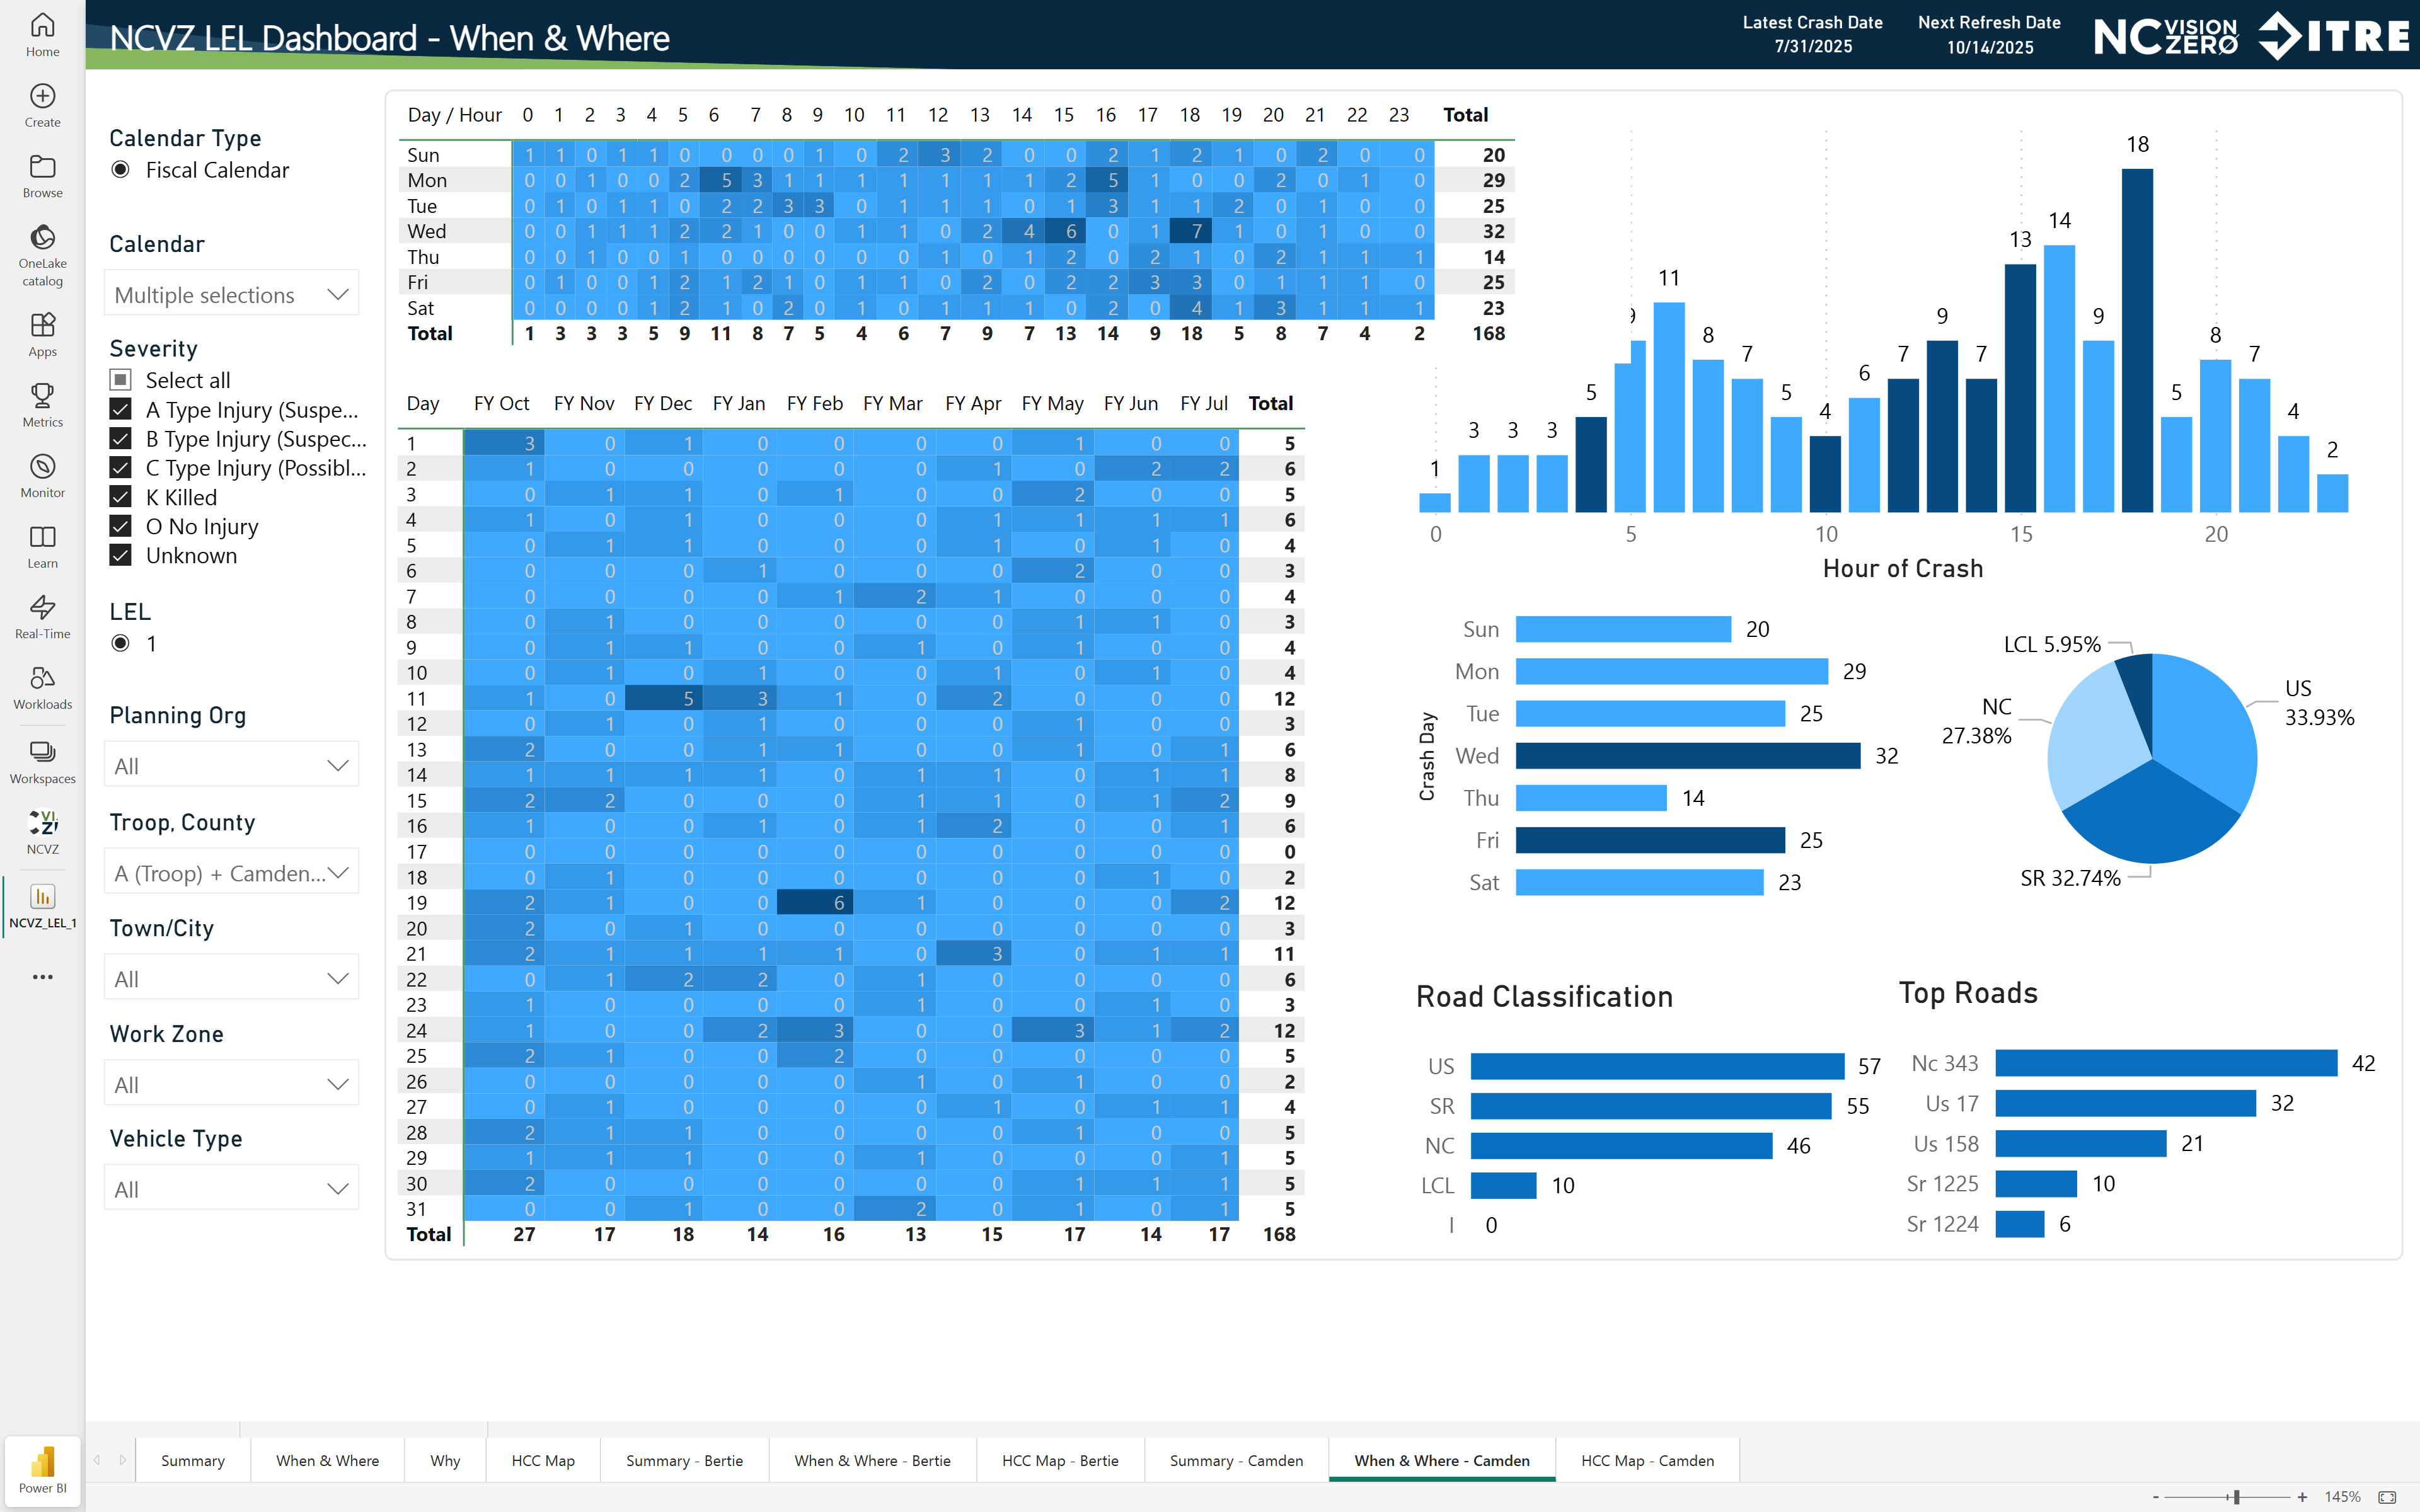 NCVZ LEL Dashboard - When & Where
Latest Crash Date
7/31/2025
Next Refresh Date
10/14/2025
NC VISION ZERO
ITRE
Home
Create
Browse
OneLake
catalog
Apps
Metrics
Monitor
Learn
Real-Time
Workloads
Workspaces
NCVZ
NCVZ_LEL_1
Power BI
Calendar Type
Fiscal Calendar
Calendar
Multiple selections
Severity
Select all
A Type Injury (Suspe...
B Type Injury (Suspec...
C Type Injury (Possibl...
K Killed
O No Injury
Unknown
LEL
1
Planning Org
All
Troop, County
A (Troop) + Camden...
Town/City
All
Work Zone
All
Vehicle Type
All
Day / Hour 0 1 2 3 4 5 6 7 8 9 10 11 12 13 14 15 16 17 18 19 20 21 22 23 Total
Sun 1 1 0 1 1 0 0 0 0 1 0 2 3 2 0 0 2 1 2 1 0 2 0 0 20
Mon 0 0 1 0 0 2 5 3 1 1 1 1 1 1 1 2 5 1 0 0 2 0 1 0 29
Tue 0 1 0 1 1 0 2 2 3 3 0 1 1 1 0 1 3 1 1 2 0 1 0 0 25
Wed 0 0 1 1 1 2 2 1 0 0 1 1 0 2 4 6 0 1 7 1 0 1 0 0 32
Thu 0 0 1 0 0 1 0 0 0 0 0 0 1 0 1 2 0 2 1 0 2 1 1 1 14
Fri 0 1 0 0 1 2 1 2 1 0 1 1 0 2 0 2 2 3 3 0 1 1 1 0 25
Sat 0 0 0 0 1 2 1 0 2 0 1 0 1 1 1 0 2 0 4 1 3 1 1 1 23
Total 1 3 3 3 5 9 11 8 7 5 4 6 7 9 7 13 14 9 18 5 8 7 4 2 168
Day FY Oct FY Nov FY Dec FY Jan FY Feb FY Mar FY Apr FY May FY Jun FY Jul Total
1 3 0 1 0 0 0 0 1 0 0 5
2 1 0 0 0 0 0 1 0 2 2 6
3 0 1 1 0 1 0 0 2 0 0 5
4 1 0 1 0 0 0 1 1 1 1 6
5 0 1 1 0 0 0 1 0 1 0 4
6 0 0 0 1 0 0 0 2 0 0 3
7 0 0 0 0 1 2 1 0 0 0 4
8 0 1 0 0 0 0 0 1 1 0 3
9 0 1 1 0 0 1 0 1 0 0 4
10 0 1 0 1 0 0 1 0 1 0 4
11 1 0 5 3 1 0 2 0 0 0 12
12 0 1 0 1 0 0 0 1 0 0 3
13 2 0 0 1 1 0 0 1 0 1 6
14 1 1 1 1 0 1 1 0 1 1 8
15 2 2 0 0 0 1 1 0 1 2 9
16 1 0 0 1 0 1 2 0 0 1 6
17 0 0 0 0 0 0 0 0 0 0 0
18 0 1 0 0 0 0 0 0 1 0 2
19 2 1 0 0 6 1 0 0 0 2 12
20 2 0 1 0 0 0 0 0 0 0 3
21 2 1 1 1 1 0 3 0 1 1 11
22 0 1 2 2 0 1 0 0 0 0 6
23 1 0 0 0 0 1 0 0 1 0 3
24 1 0 0 2 3 0 0 3 1 2 12
25 2 1 0 0 2 0 0 0 0 0 5
26 0 0 0 0 0 1 0 1 0 0 2
27 0 1 0 0 0 0 1 0 1 1 4
28 2 1 1 0 0 0 0 1 0 0 5
29 1 1 1 0 0 1 0 0 0 1 5
30 2 0 0 0 0 0 0 1 1 1 5
31 0 0 1 0 0 2 0 1 0 1 5
Total 27 17 18 14 16 13 15 17 14 17 168
1 3 3 3 5 9 11 8 7 5 4 6 7 9 7 13 14 9 18 5 8 7 4 2
0 5 10 15 20
Hour of Crash
Crash Day
Sun 20
Mon 29
Tue 25
Wed 32
Thu 14
Fri 25
Sat 23
LCL 5.95%
US
33.93%
NC
27.38%
SR 32.74%
Road Classification
US 57
SR 55
NC 46
LCL 10
I 0
Top Roads
Nc 343 42
Us 17 32
Us 158 21
Sr 1225 10
Sr 1224 6
Summary
When & Where
Why
HCC Map
Summary - Bertie
When & Where - Bertie
HCC Map - Bertie
Summary - Camden
When & Where - Camden
HCC Map - Camden
- + 145%